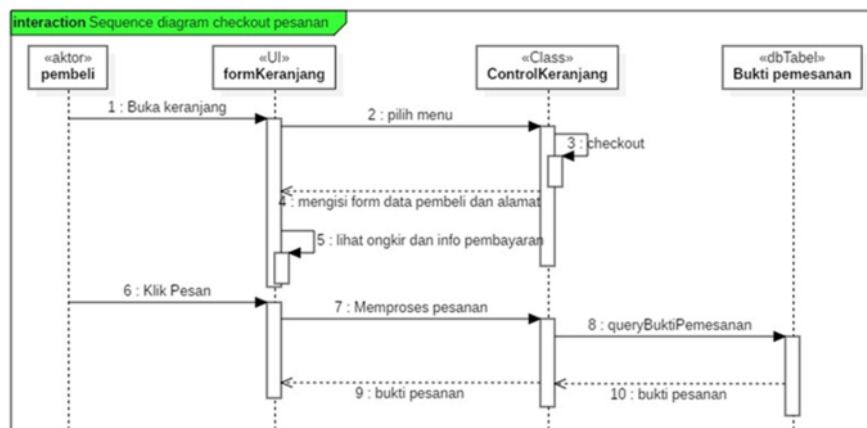 interaction Sequence diagram checkout pesanan
«aktor»
pembeli
«UI»
formKeranjang
«Class»
ControlKeranjang
«dbTabel»
Bukti pemesanan
1 : Buka keranjang
2 : pilih menu
3 : checkout
4 : mengisi form data pembeli dan alamat
5 : lihat ongkir dan info pembayaran
6 : Klik Pesan
7 : Memproses pesanan
8 : queryBuktiPemesanan
9 : bukti pesanan
10 : bukti pesanan